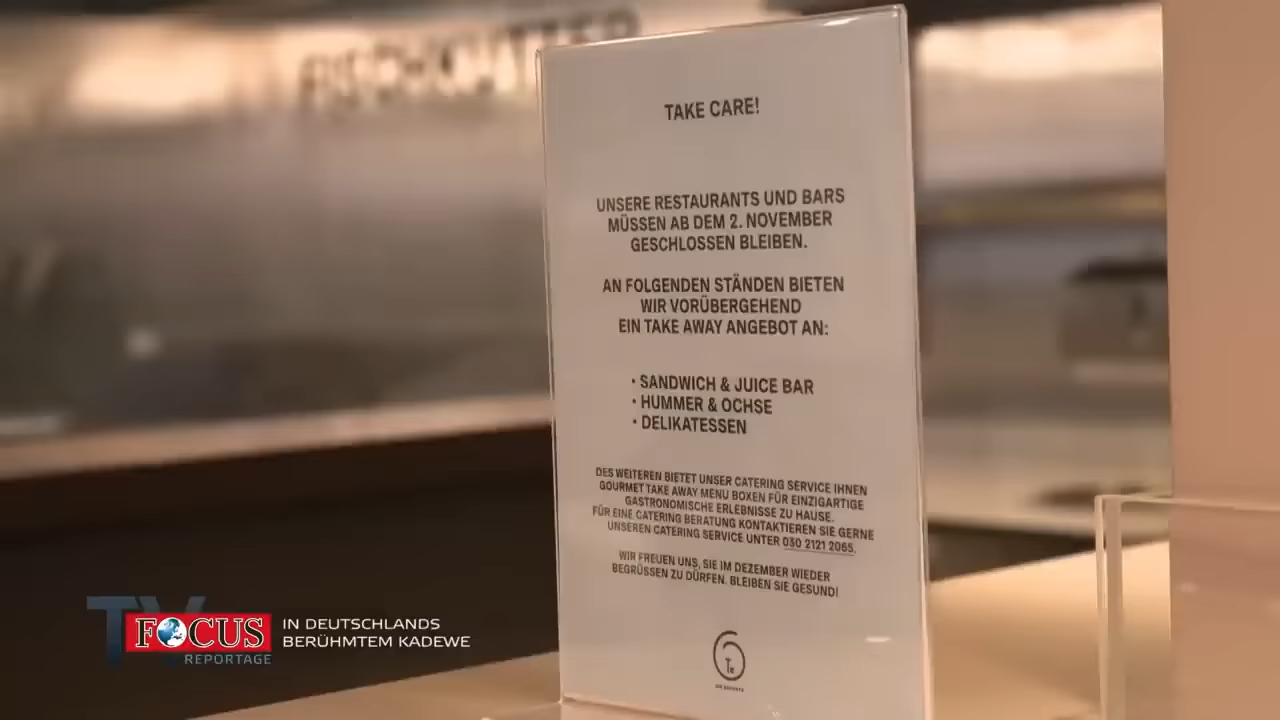 TAKE CARE!
UNSERE RESTAURANTS UND BARS
MÜSSEN AB DEM 2. NOVEMBER
GESCHLOSSEN BLEIBEN.
AN FOLGENDEN STÄNDEN BIETEN
WIR VORÜBERGEHEND
EIN TAKE AWAY ANGEBOT AN:
• SANDWICH & JUICE BAR
• HUMMER & OCHSE
• DELIKATESSEN
DES WEITEREN BIETET UNSER CATERING SERVICE IHNEN
GOURMET TAKE AWAY MENU BOXEN FÜR EINZIGARTIGE
GASTRONOMISCHE ERLEBNISSE ZU HAUSE.
FÜR EINE CATERING BERATUNG KONTAKTIEREN SIE GERNE
UNSEREN CATERING SERVICE UNTER 030 2121 2065.
WIR FREUEN UNS, SIE IM DEZEMBER WIEDER
BEGRÜSSEN ZU DÜRFEN. BLEIBEN SIE GESUND!
6
Te
TV
FOCUS
REPORTAGE
IN DEUTSCHLANDS
BERÜHMTEM KADEWE